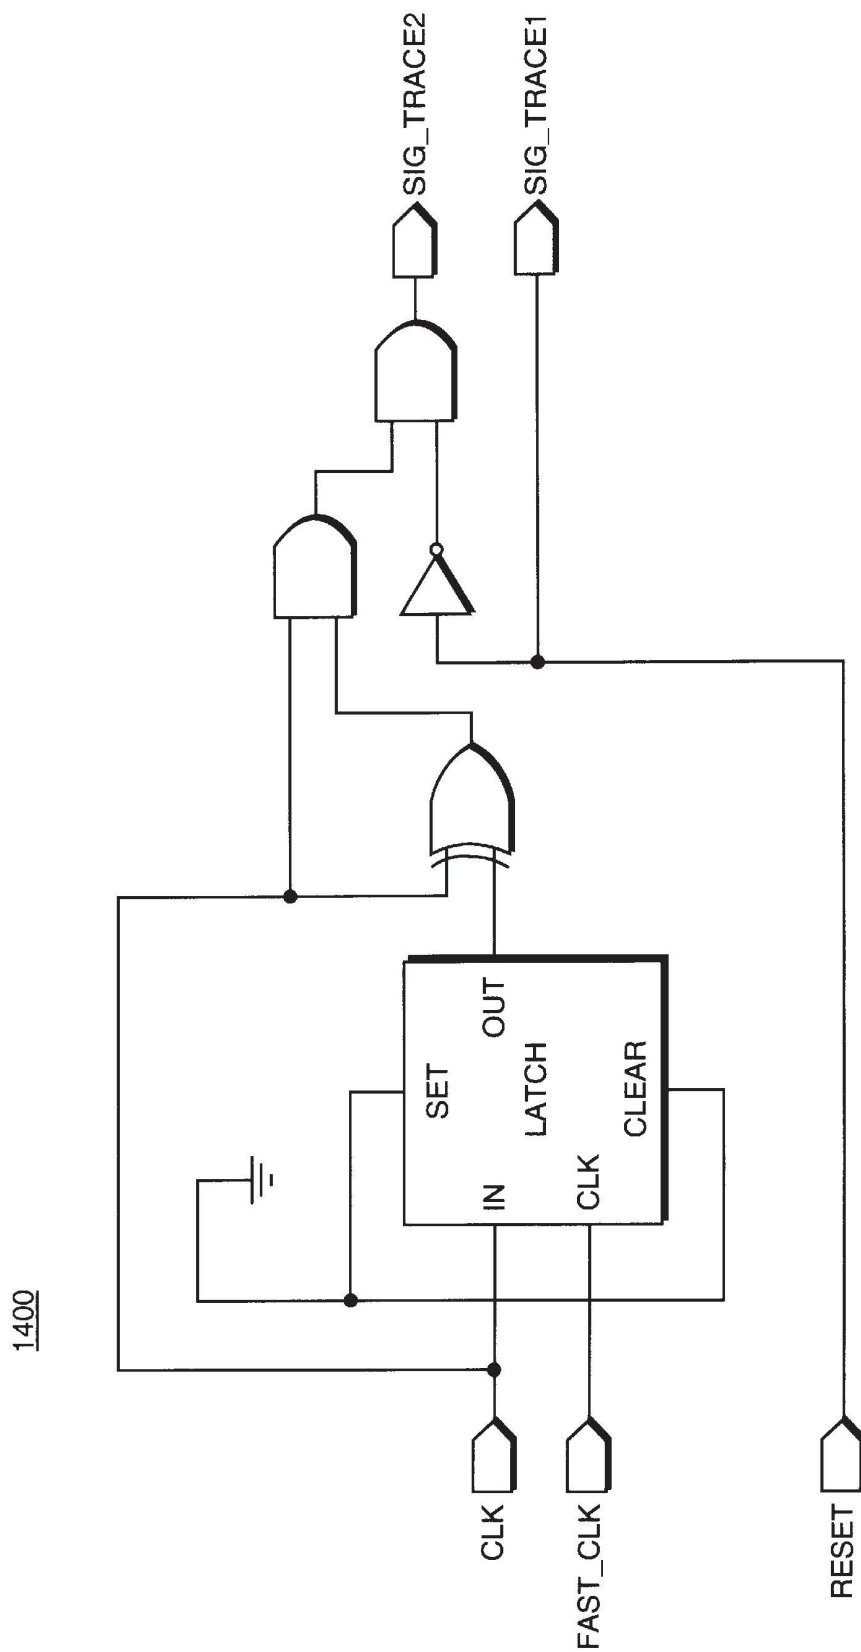 1400
CLK
FAST_CLK
RESET
IN
CLK
SET
LATCH
CLEAR
OUT
SIG_TRACE2
SIG_TRACE1